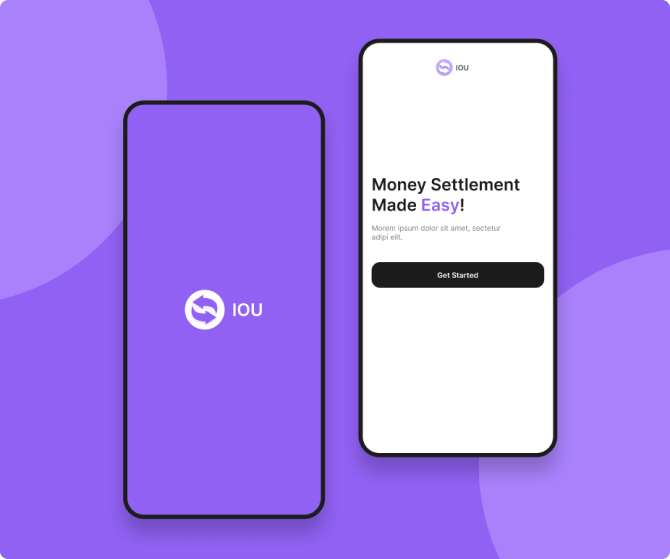 IOU
IOU
Money Settlement
Made Easy!
Morem ipsum dolor sit amet, sectetur
adipi elit.
Get Started